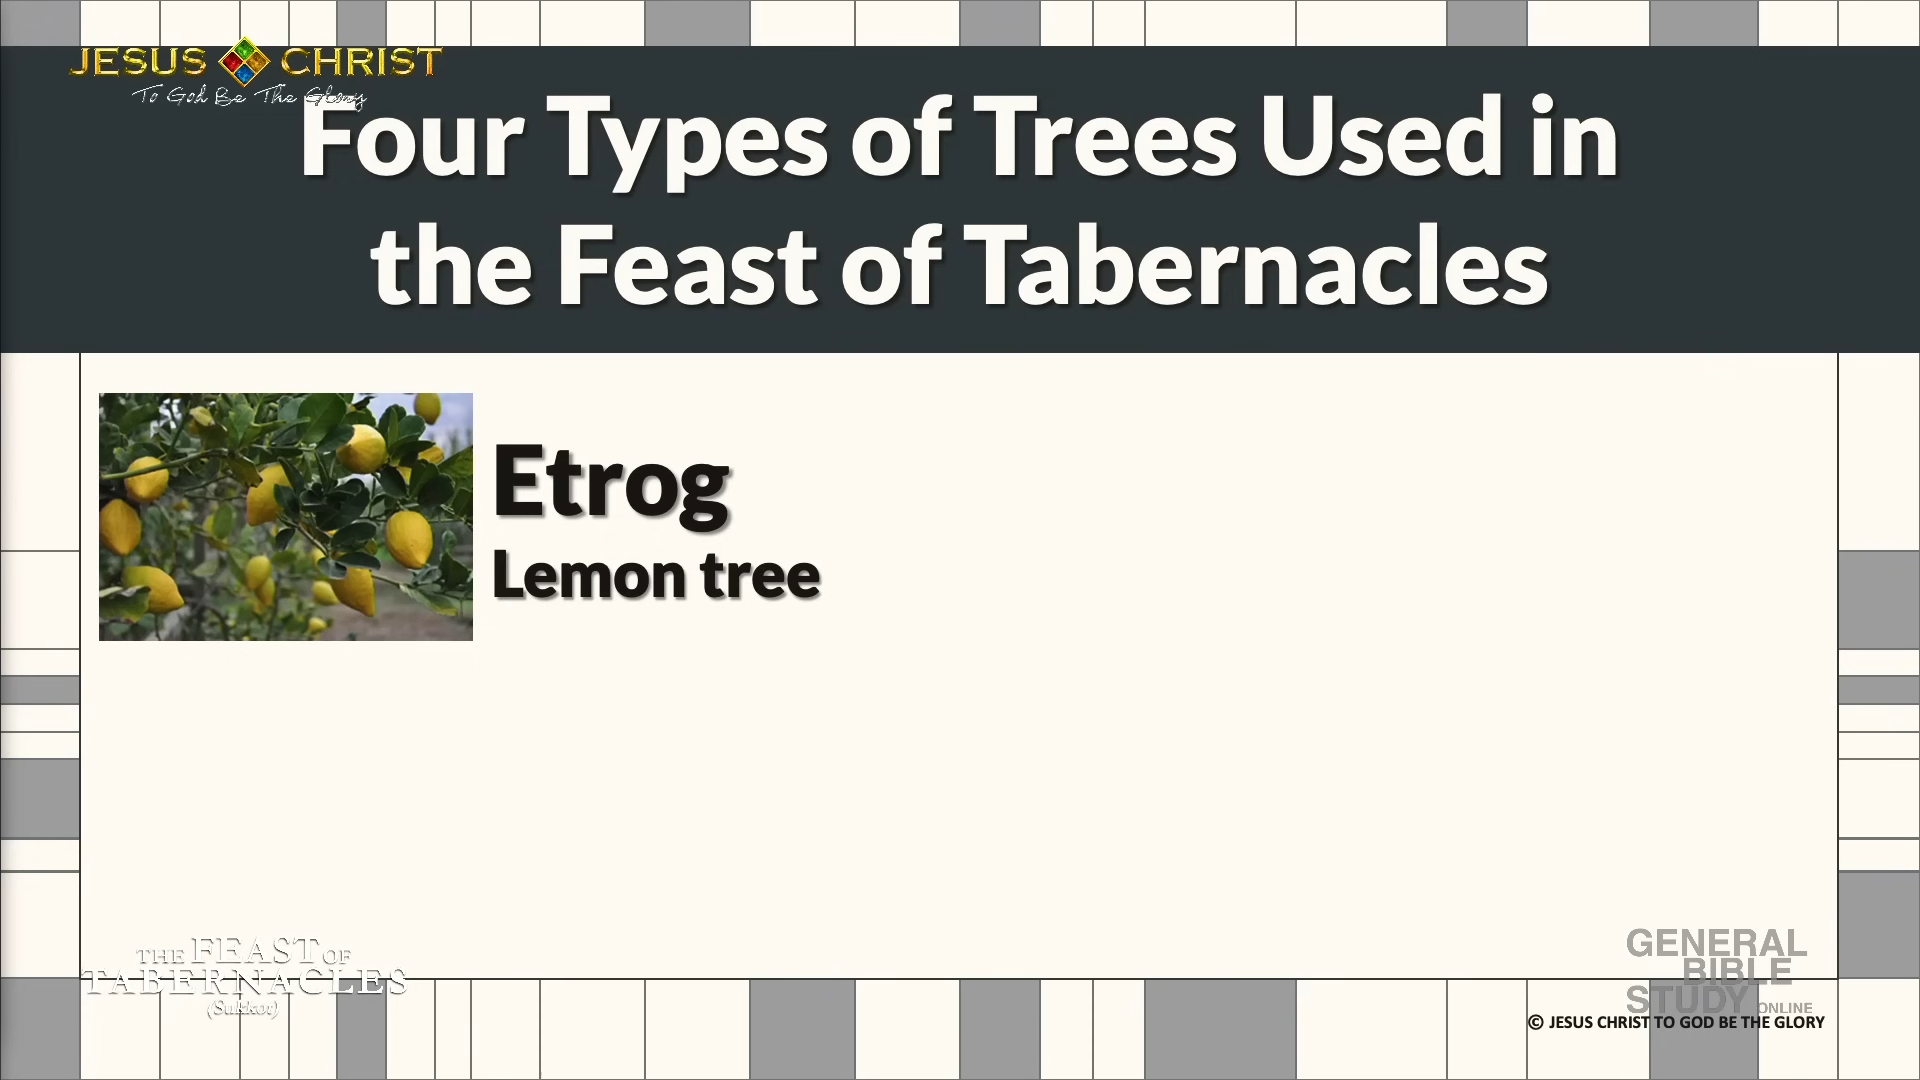 JESUS CHRIST
To God Be The Glory
Four Types of Trees Used in
the Feast of Tabernacles
Etrog
Lemon tree
THE FEAST OF
TABERNACLES
(Sukkot)
GENERAL
BIBLE
STUDY ONLINE
© JESUS CHRIST TO GOD BE THE GLORY